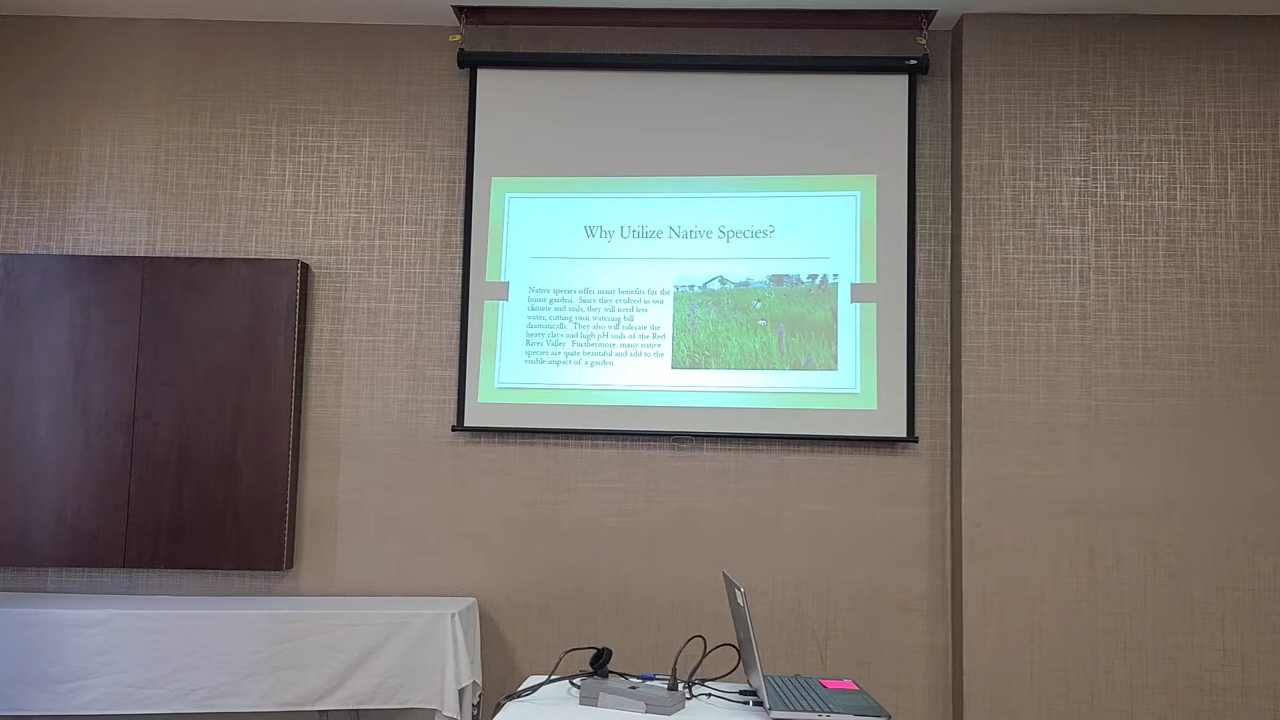 Why Utilize Native Species?
Native species offer many benefits for the
home garden. Since they evolved in our
climate and soils, they will need less
water, cutting your watering bill
dramatically. They also will tolerate the
heavy clays and high pH soils of the Red
River Valley. Furthermore, many native
species are quite beautiful and add to the
visible impact of a garden.